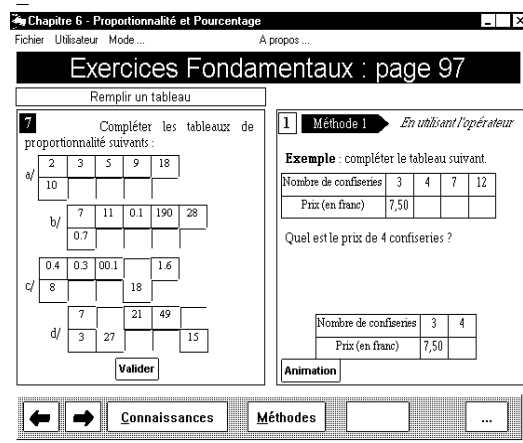 Chapitre 6 - Proportionnalité et Pourcentage
Fichier Utilisateur Mode ... A propos ...
Exercices Fondamentaux : page 97
Remplir un tableau
7 Compléter les tableaux de
proportionnalité suivants :
a/ 2 3 5 9 18
10
b/ 7 11 0.1 190 28
0.7
c/ 0.4 0.3 00.1 1.6
8 18
d/ 7 21 49
3 27 15
Valider
1 Méthode 1 En utilisant l'opérateur
Exemple : compléter le tableau suivant.
Nombre de confiseries 3 4 7 12
Prix (en franc) 7,50
Quel est le prix de 4 confiseries ?
Nombre de confiseries 3 4
Prix (en franc) 7,50
Animation
Connaissances Méthodes ...